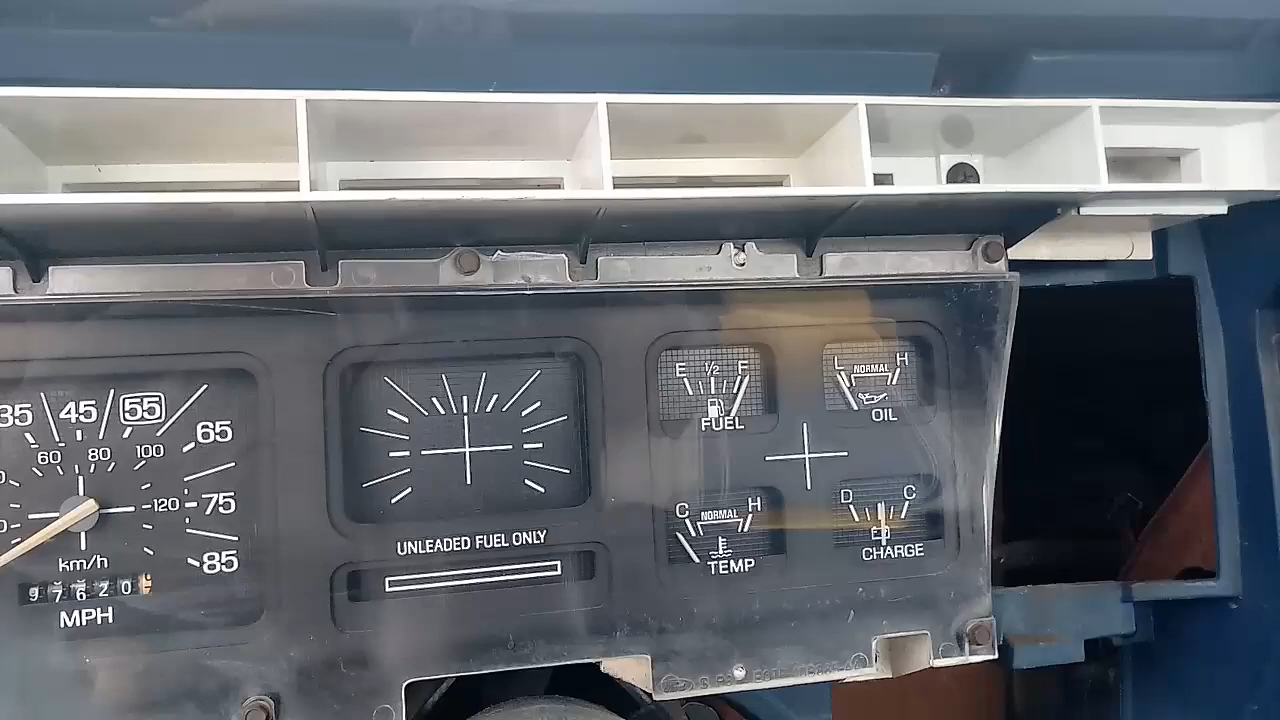 35 45 55
65
60 80 100
120 75
km/h
85
97620
MPH
UNLEADED FUEL ONLY
E 1/2 F
FUEL
L NORMAL H
OIL
C NORMAL H
TEMP
D C
CHARGE